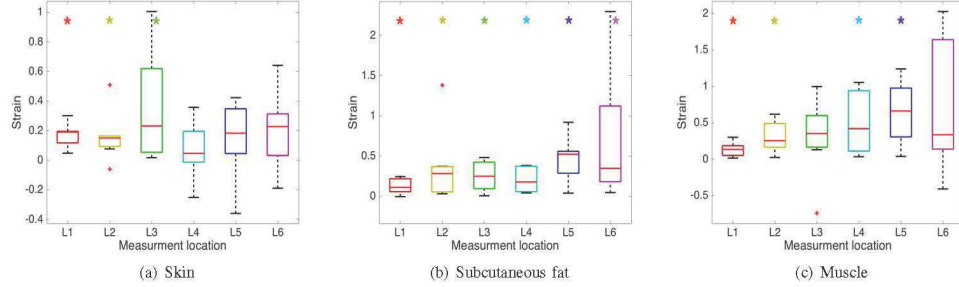 Strain
1
0.8
0.6
0.4
0.2
0
-0.2
-0.4
L1 L2 L3 L4 L5 L6
Measurment location
(a) Skin
Strain
2
1.5
1
0.5
0
L1 L2 L3 L4 L5 L6
Measurment location
(b) Subcutaneous fat
Strain
2
1.5
1
0.5
0
-0.5
L1 L2 L3 L4 L5 L6
Measurment location
(c) Muscle